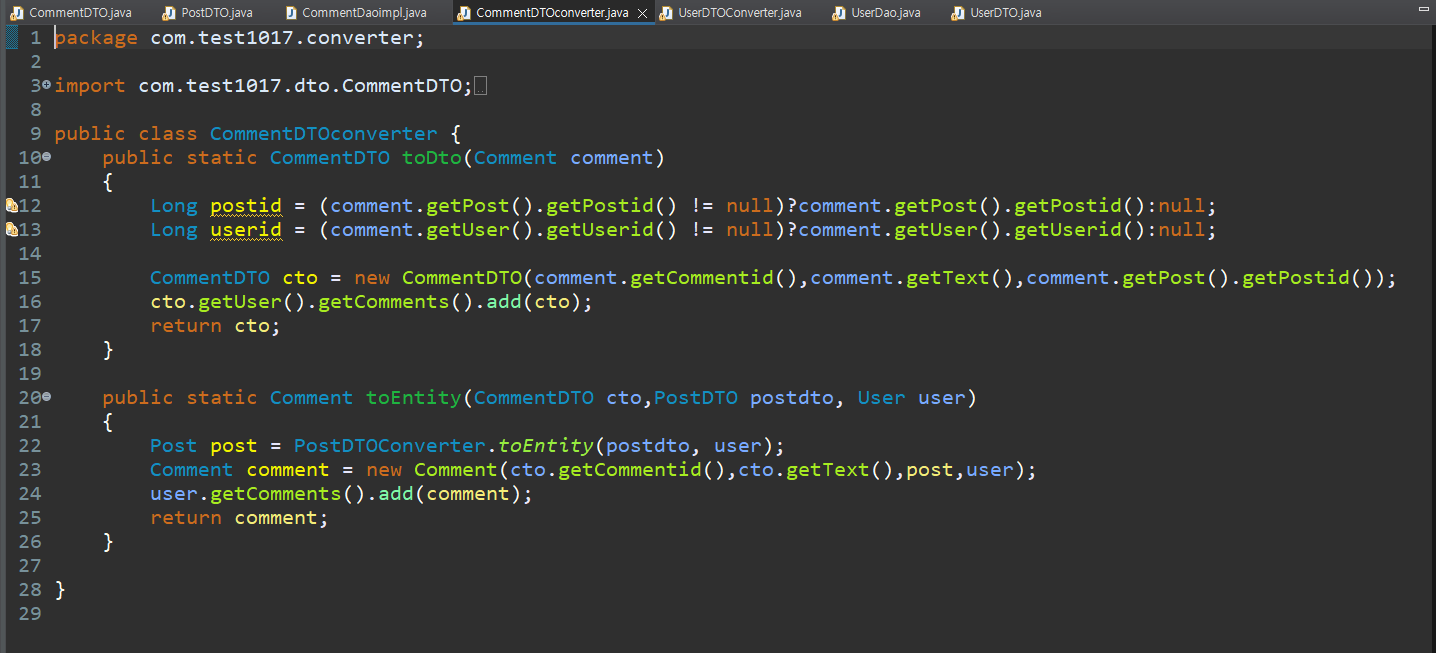 CommentDTO.java PostDTO.java CommentDaoimpl.java CommentDTOconverter.java UserDTOConverter.java UserDao.java UserDTO.java
1 package com.test1017.converter;
2
3 import com.test1017.dto.CommentDTO;
8
9 public class CommentDTOconverter {
10 public static CommentDTO toDto(Comment comment)
11 {
12 Long postid = (comment.getPost().getPostid() != null)?comment.getPost().getPostid():null;
13 Long userid = (comment.getUser().getUserid() != null)?comment.getUser().getUserid():null;
14
15 CommentDTO cto = new CommentDTO(comment.getCommentid(),comment.getText(),comment.getPost().getPostid());
16 cto.getUser().getComments().add(cto);
17 return cto;
18 }
19
20 public static Comment toEntity(CommentDTO cto,PostDTO postdto, User user)
21 {
22 Post post = PostDTOConverter.toEntity(postdto, user);
23 Comment comment = new Comment(cto.getCommentid(),cto.getText(),post,user);
24 user.getComments().add(comment);
25 return comment;
26 }
27
28 }
29